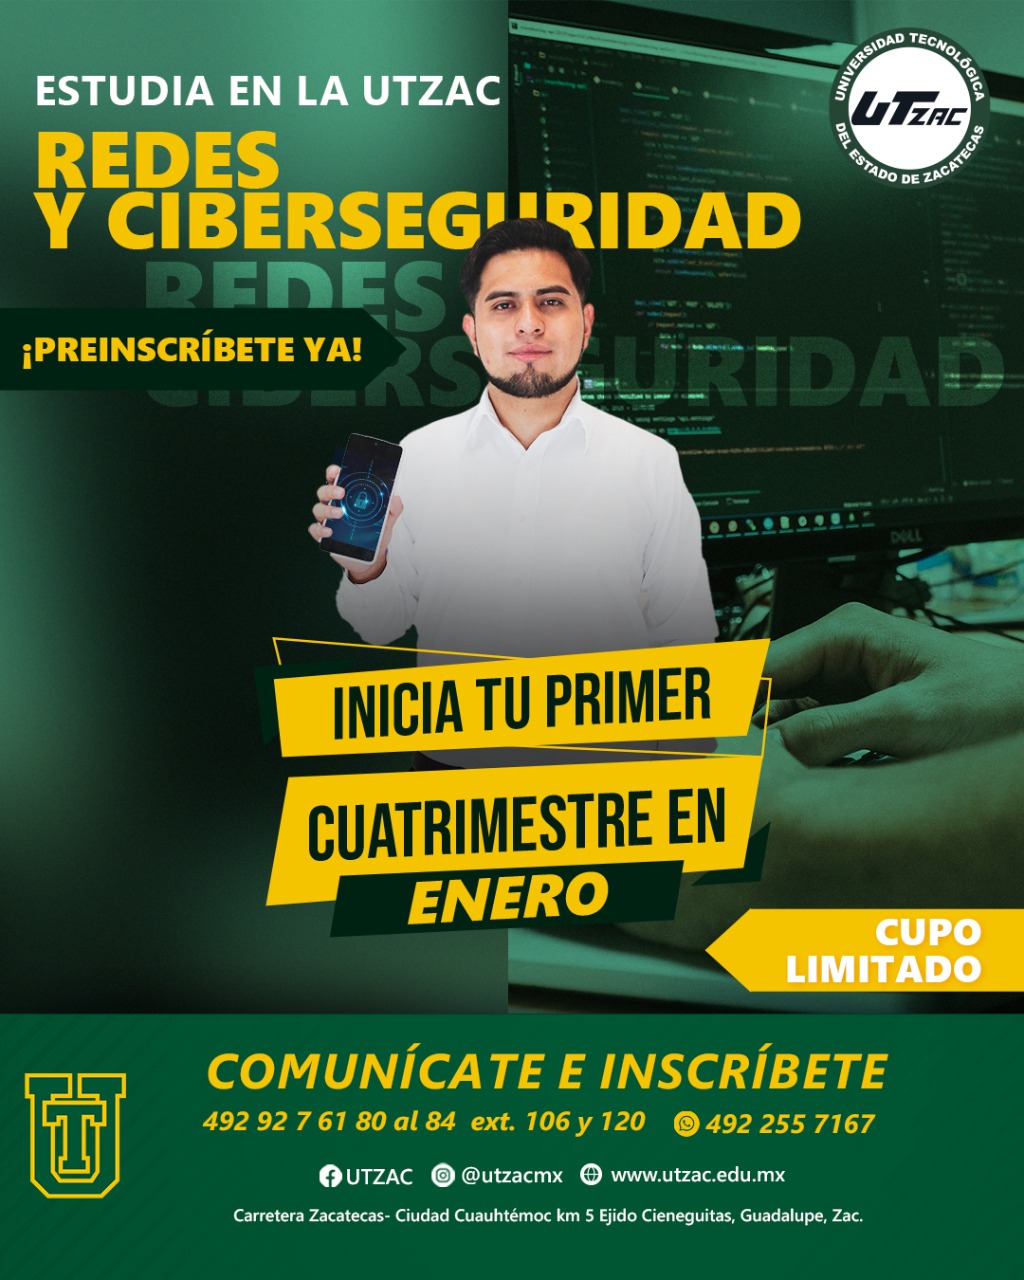 ESTUDIA EN LA UTZAC
REDES
Y CIBERSEGURIDAD
UNIVERSIDAD TECNOLÓGICA
UTZAC
DEL ESTADO DE ZACATECAS
REDES
CIBERSEGURIDAD
¡PREINSCRÍBETE YA!
DELL
INICIA TU PRIMER
CUATRIMESTRE EN
ENERO
CUPO
LIMITADO
UT
COMUNÍCATE E INSCRÍBETE
492 92 7 61 80 al 84 ext. 106 y 120 492 255 7167
UTZAC @utzacmx www.utzac.edu.mx
Carretera Zacatecas- Ciudad Cuauhtémoc km 5 Ejido Cieneguitas, Guadalupe, Zac.